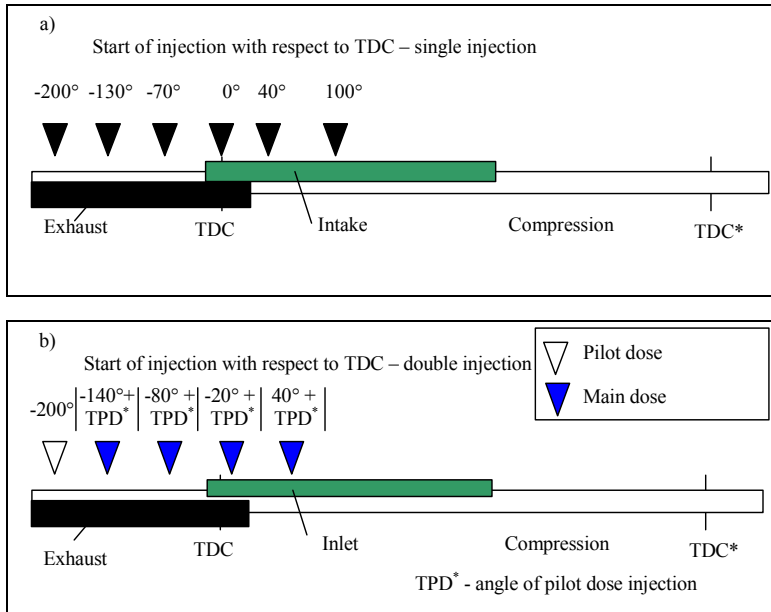 a)
Start of injection with respect to TDC – single injection
-200° -130° -70° 0° 40° 100°
Exhaust TDC Intake Compression TDC*
b)
Start of injection with respect to TDC – double injection
Pilot dose
Main dose
-200° -140°+ TPD* -80° + TPD* -20° + TPD* 40° + TPD*
Exhaust TDC Inlet Compression TDC*
TPD* - angle of pilot dose injection